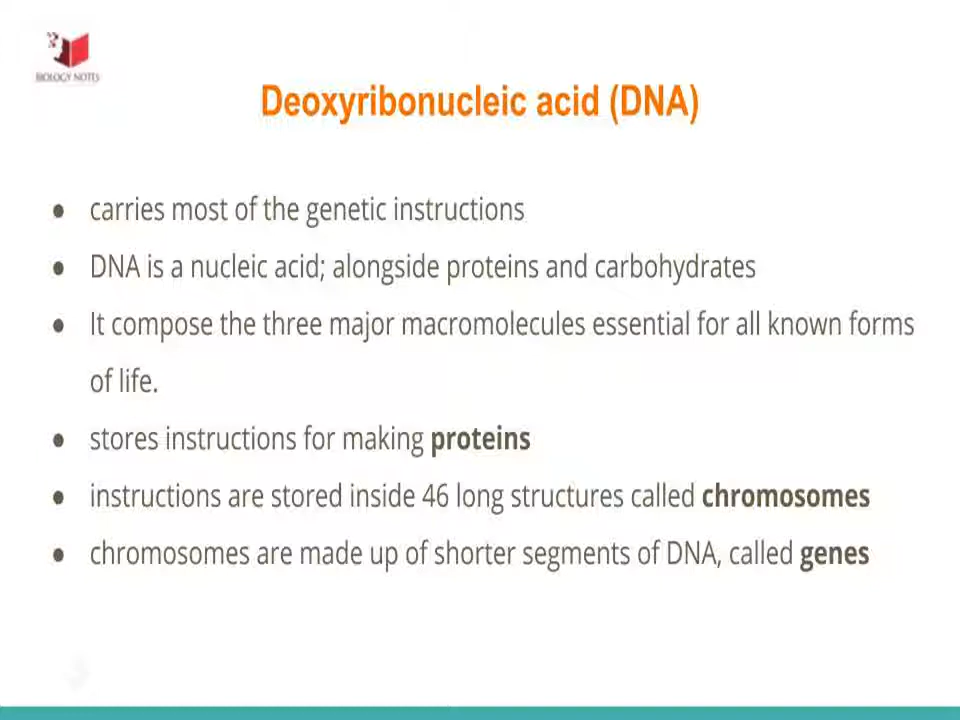 BIOLOGY NOTES
Deoxyribonucleic acid (DNA)
● carries most of the genetic instructions
● DNA is a nucleic acid; alongside proteins and carbohydrates
● It compose the three major macromolecules essential for all known forms
of life.
● stores instructions for making proteins
● instructions are stored inside 46 long structures called chromosomes
● chromosomes are made up of shorter segments of DNA, called genes